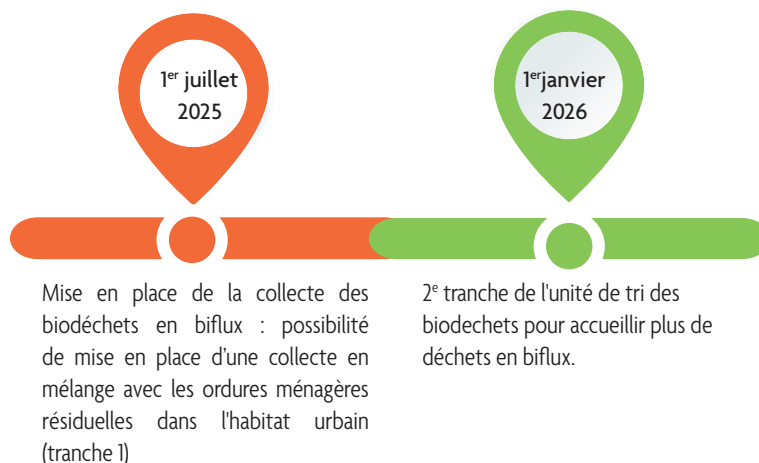 1er juillet
2025
1erjanvier
2026
Mise en place de la collecte des
biodéchets en biflux : possibilité
de mise en place d'une collecte en
mélange avec les ordures ménagères
résiduelles dans l'habitat urbain
(tranche 1)
2e tranche de l'unité de tri des
biodechets pour accueillir plus de
déchets en biflux.